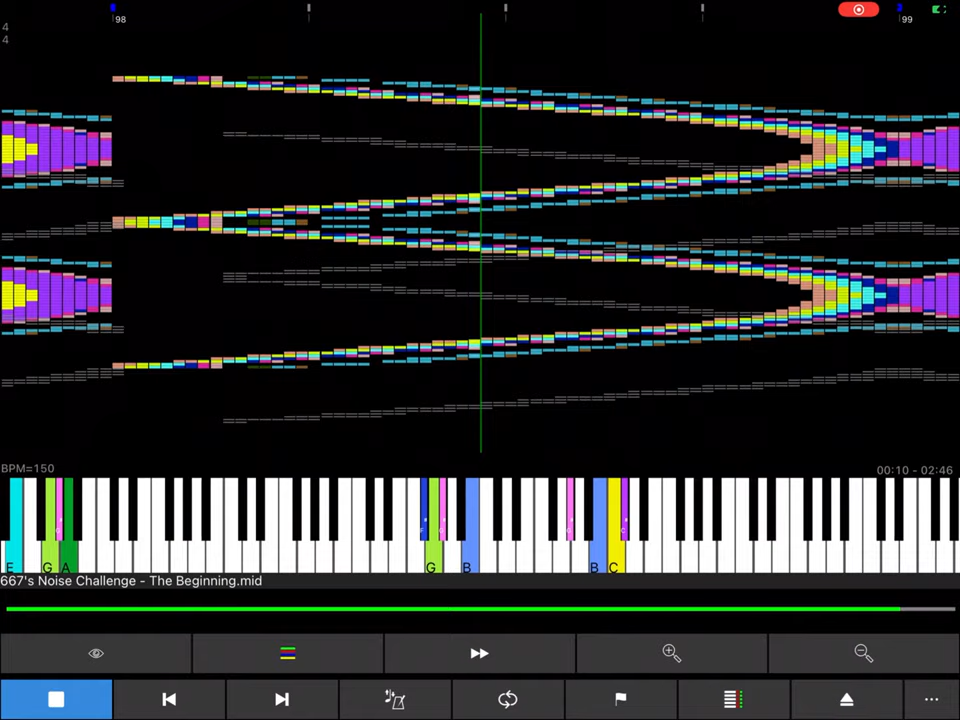 98
99
4
4
BPM=150
00:10 - 02:46
E G A G B B C
667's Noise Challenge - The Beginning.mid